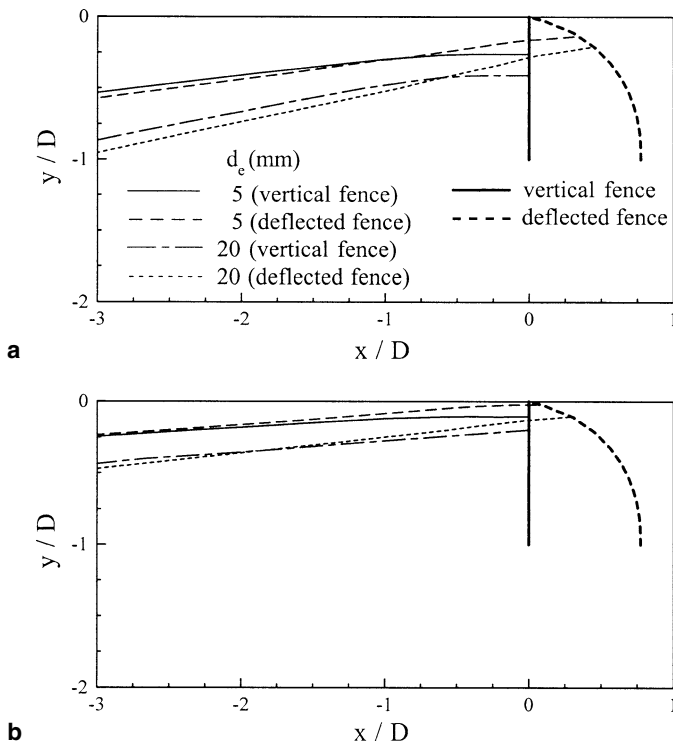 0
-1
-2
y / D
d_e (mm)
5 (vertical fence)
5 (deflected fence)
20 (vertical fence)
20 (deflected fence)
vertical fence
deflected fence
-3 -2 -1 0 1
x / D
a
0
-1
-2
y / D
-3 -2 -1 0 1
x / D
b